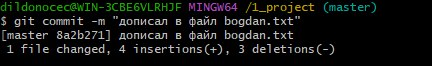 dildonocec@WIN-3CBE6VLRHJF MINGW64 /1_project (master)
$ git commit -m "дописал в файл bogdan.txt"
[master 8a2b271] дописал в файл bogdan.txt
1 file changed, 4 insertions(+), 3 deletions(-)